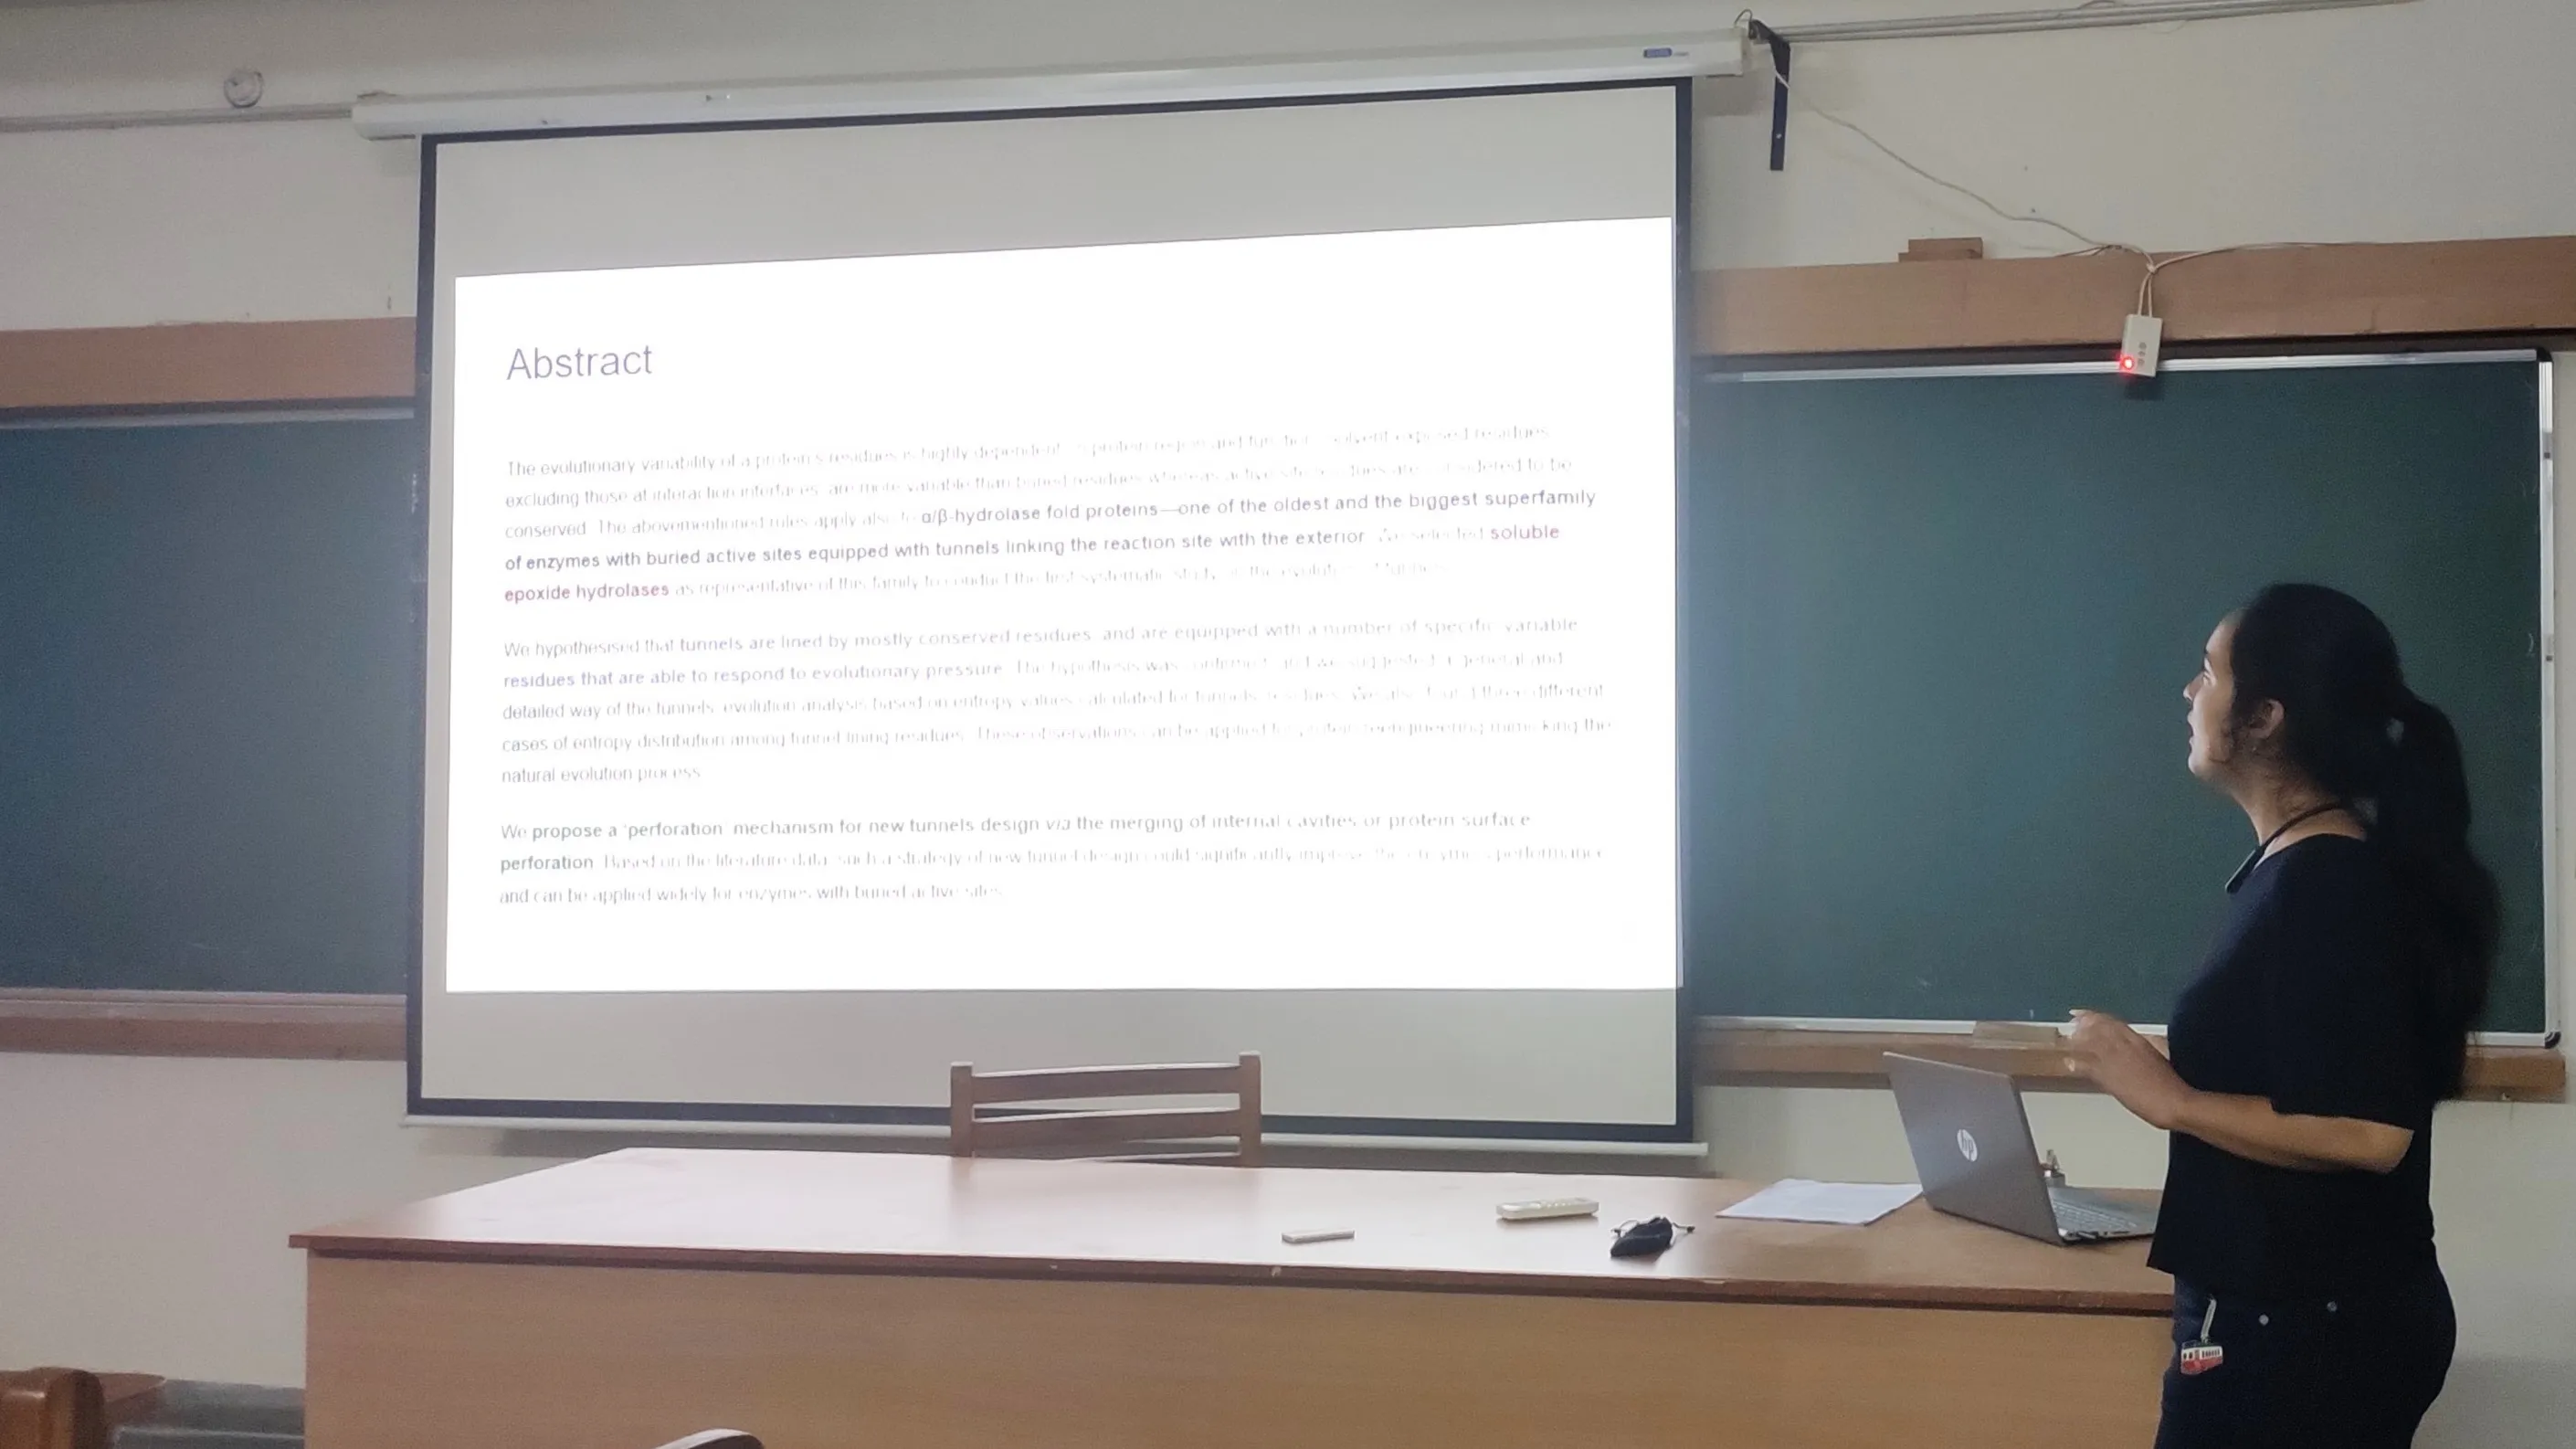 Abstract
The evolutionary variability of a protein's residues is highly dependent protein region and function solvent exposed residues
excluding those at interaction interfaces are more variable than buried residues whereas active site residues are considered to be
conserved. The abovementioned rules apply also to α/β-hydrolase fold proteins—one of the oldest and the biggest superfamily
of enzymes with buried active sites equipped with tunnels linking the reaction site with the exterior. We selected soluble
epoxide hydrolases as representative of this family to conduct the first systematic study the evolution of tunnels
We hypothesised that tunnels are lined by mostly conserved residues and are equipped with a number of specific variable
residues that are able to respond to evolutionary pressure. The hypothesis was confirmed and we suggested a general and
detailed way of the tunnels evolution analysis based on entropy values calculated for tunnels residues. We also found three different
cases of entropy distribution among tunnel-lining residues. These observations can be applied for protein reengineering mimicking the
natural evolution process
We propose a 'perforation' mechanism for new tunnels design via the merging of internal cavities or protein surface
perforation. Based on the literature data, such a strategy of new tunnel design could significantly improve the enzyme's performance
and can be applied widely for enzymes with buried active sites
hp